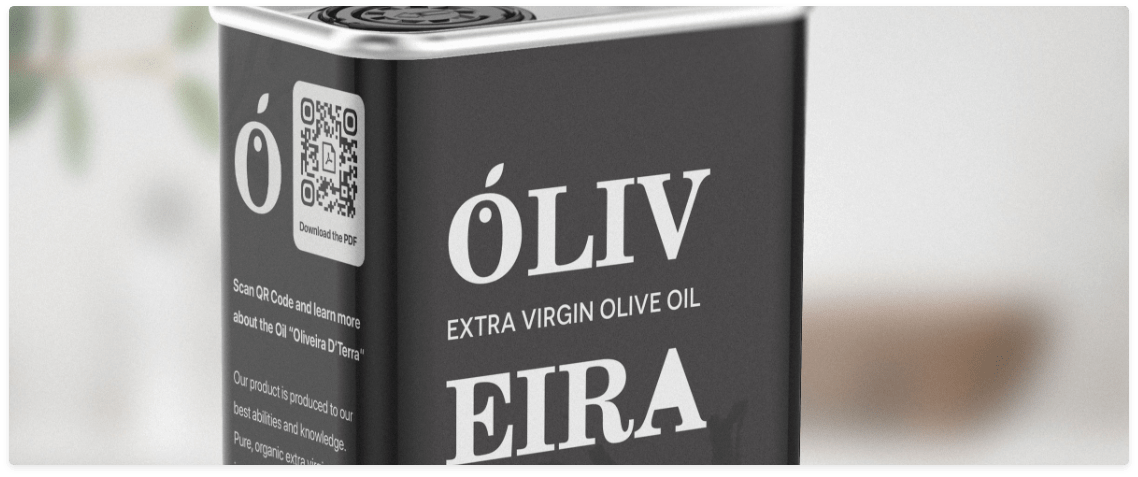 Ó
Download the PDF
Scan QR Code and learn more
about the Oil “Oliveira D’Terra“
Our product is produced to our
best abilities and knowledge.
Pure, organic extra
ÓLIV
EXTRA VIRGIN OLIVE OIL
EIRA